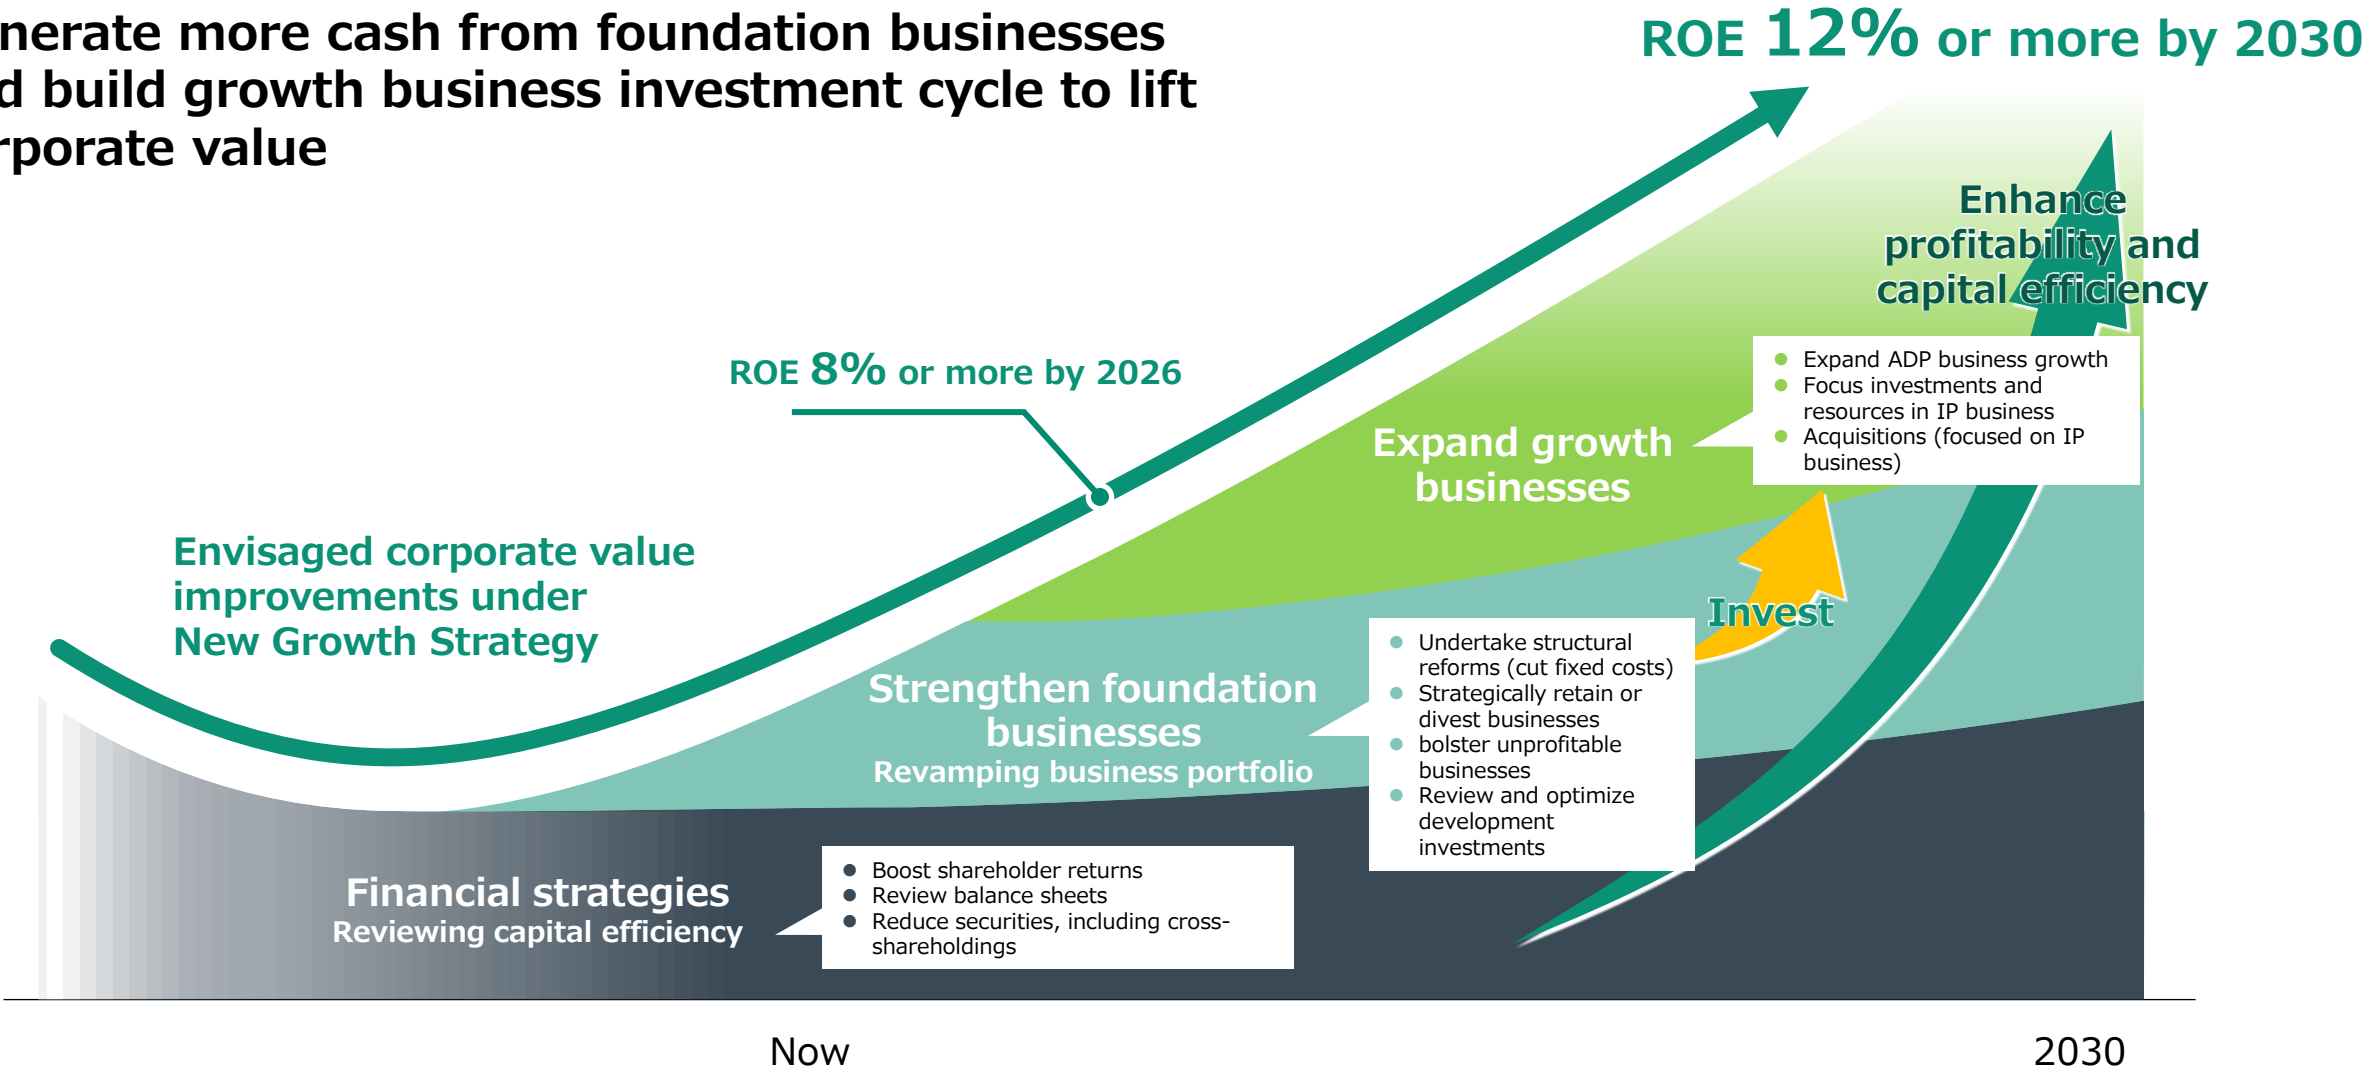 nerate more cash from foundation businesses
d build growth business investment cycle to lift
rporate value
ROE 12% or more by 2030
Enhance
profitability and
capital efficiency
ROE 8% or more by 2026
● Expand ADP business growth
● Focus investments and
resources in IP business
● Acquisitions (focused on IP
business)
Expand growth
businesses
Envisaged corporate value
improvements under
New Growth Strategy
Invest
Strengthen foundation
businesses
Revamping business portfolio
● Undertake structural
reforms (cut fixed costs)
● Strategically retain or
divest businesses
● bolster unprofitable
businesses
● Review and optimize
development
investments
Financial strategies
Reviewing capital efficiency
● Boost shareholder returns
● Review balance sheets
● Reduce securities, including cross-
shareholdings
Now
2030